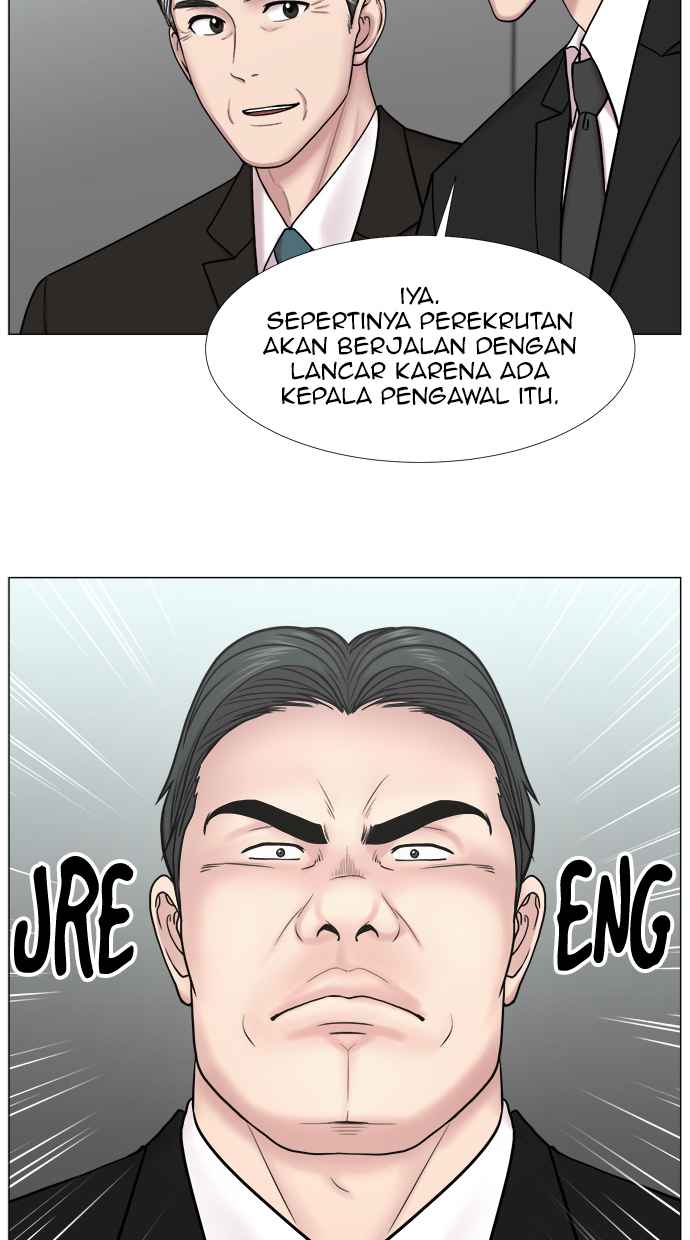 IYA.
SEPERTINYA PEREKRUTAN
AKAN BERJALAN DENGAN
LANCAR KARENA ADA
KEPALA PENGAWAL ITU.
JRE ENG